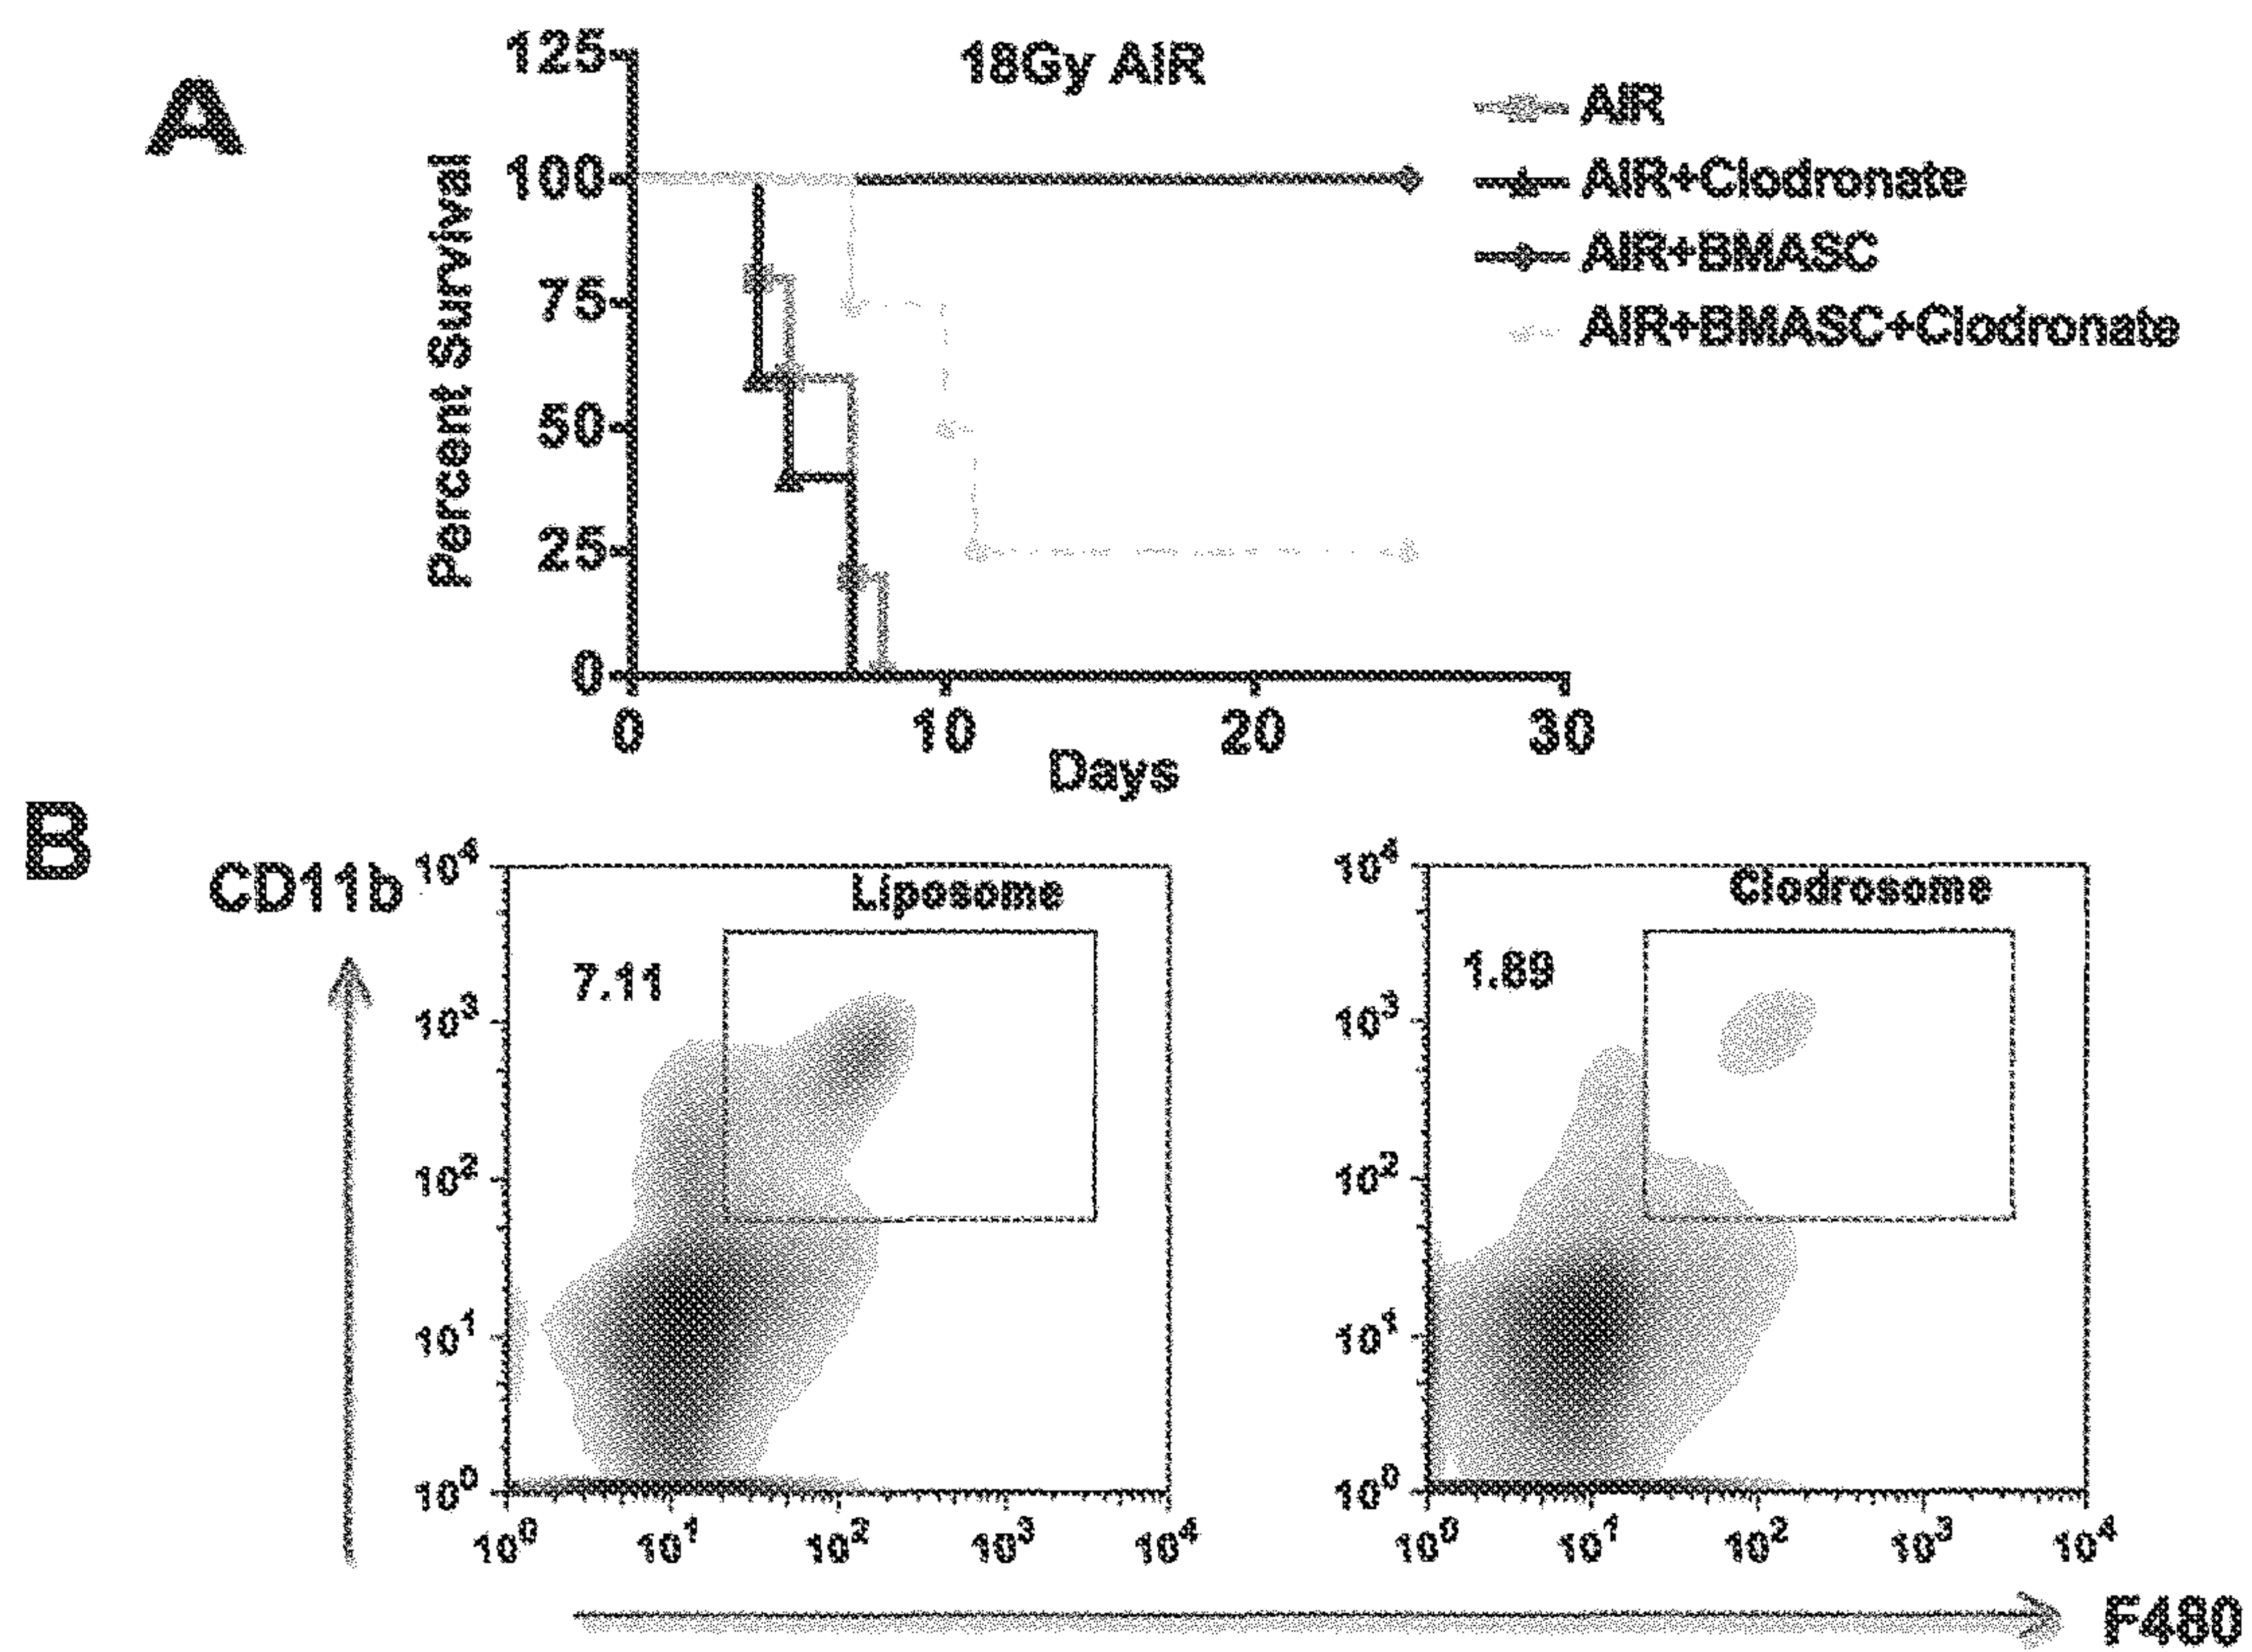 A
18Gy AIR
125
100
75
50
25
0
Percent Survival
0 10 20 30
Days
AIR
AIR+Clodronate
AIR+BMASC
AIR+BMASC+Clodronate
B
CD11b
Liposome
7.11
10⁴
10³
10²
10¹
10⁰
10⁰ 10¹ 10² 10³ 10⁴
Clodrosome
1.89
10⁴
10³
10²
10¹
10⁰
10⁰ 10¹ 10² 10³ 10⁴
F480